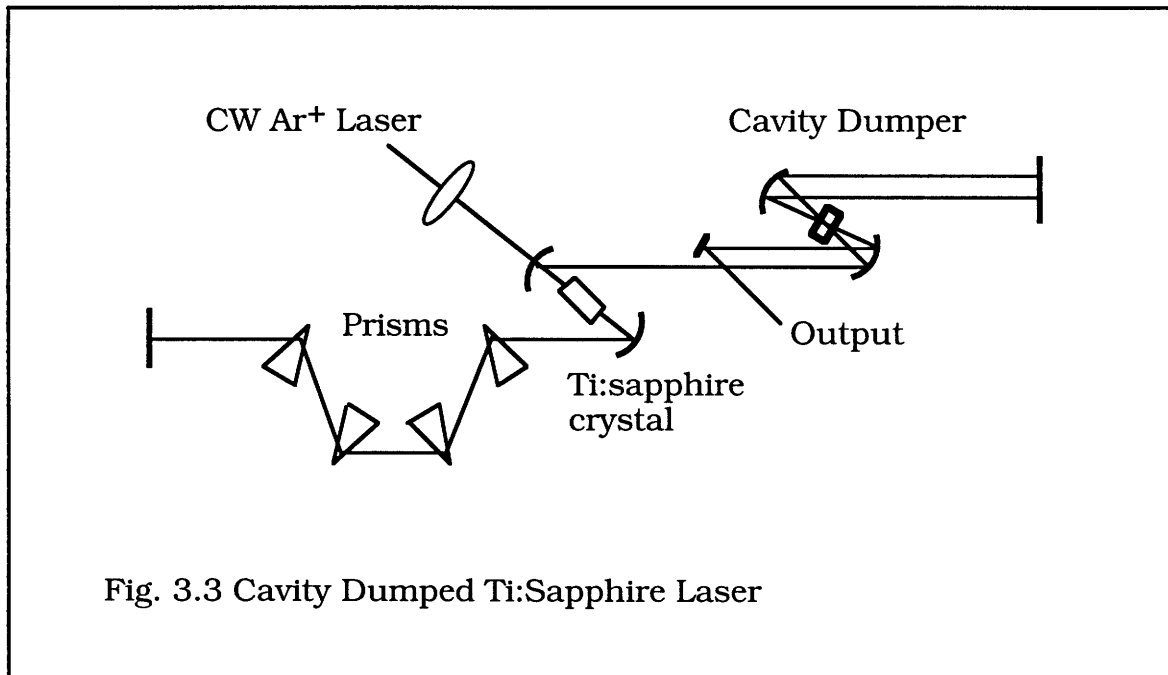 CW Ar+ Laser
Cavity Dumper
Prisms
Output
Ti:sapphire
crystal
Fig. 3.3 Cavity Dumped Ti:Sapphire Laser